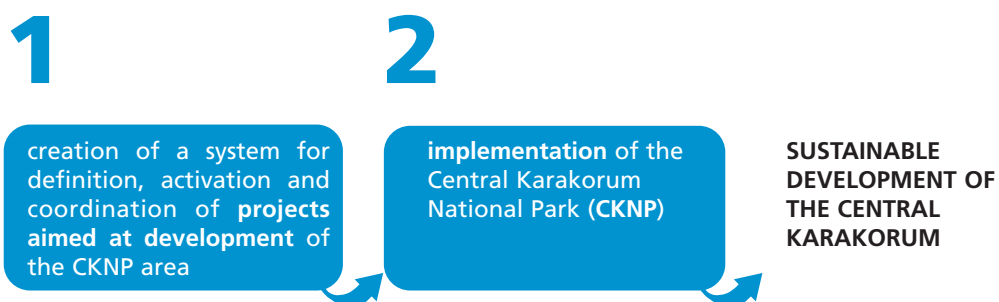 1
2
creation of a system for
definition, activation and
coordination of projects
aimed at development of
the CKNP area
implementation of the
Central Karakorum
National Park (CKNP)
SUSTAINABLE
DEVELOPMENT OF
THE CENTRAL
KARAKORUM